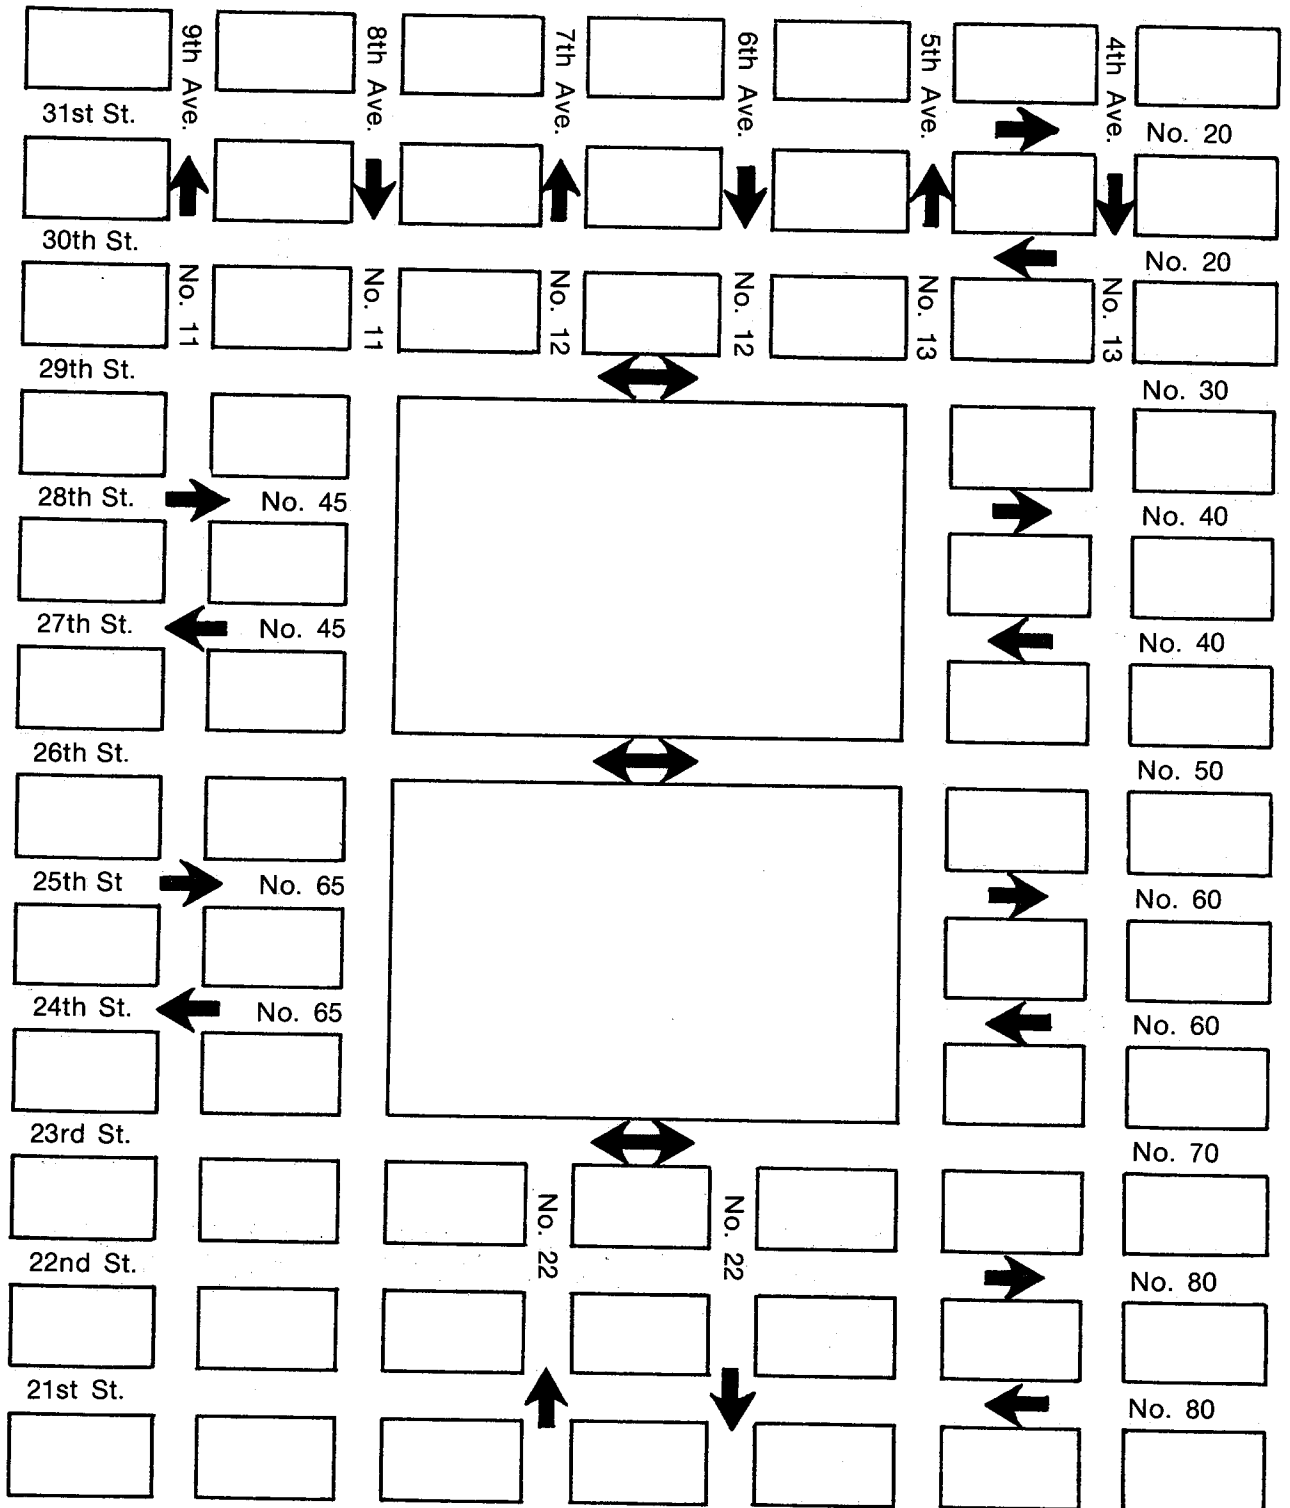 9th Ave.
8th Ave.
7th Ave.
6th Ave.
5th Ave.
4th Ave.
31st St.
No. 20
30th St.
No. 20
No. 11
No. 11
No. 12
No. 12
No. 13
No. 13
29th St.
No. 30
28th St.
No. 45
No. 40
27th St.
No. 45
No. 40
26th St.
No. 50
25th St
No. 65
No. 60
24th St.
No. 65
No. 60
23rd St.
No. 70
No. 22
No. 22
22nd St.
No. 80
21st St.
No. 80